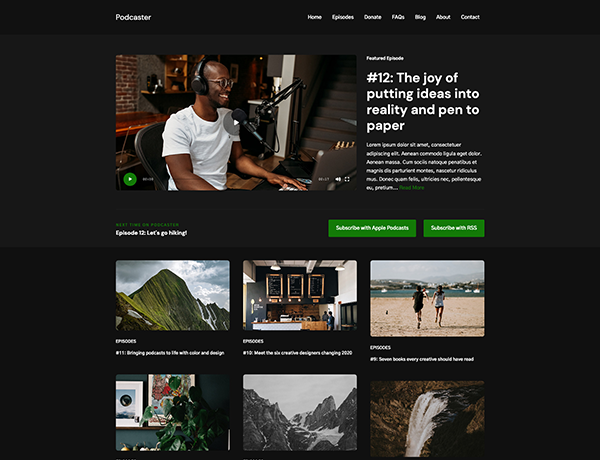 Podcaster
Home Episodes Donate FAQs Blog About Contact
Featured Episode
#12: The joy of
putting ideas into
reality and pen to
paper
Lorem ipsum dolor sit amet, consectetuer
adipiscing elit. Aenean commodo ligula eget dolor.
Aenean massa. Cum sociis natoque penatibus et
magnis dis parturient montes, nascetur ridiculus
mus. Donec quam felis, ultricies nec, pellentesque
eu, pretium.... Read More
00:00
00:27
NEXT TIME ON PODCASTER
Episode 12: Let's go hiking!
Subscribe with Apple Podcasts
Subscribe with RSS
EPISODES
#11: Bringing podcasts to life with color and design
EPISODES
#10: Meet the six creative designers changing 2020
EPISODES
#9: Seven books every creative should have read